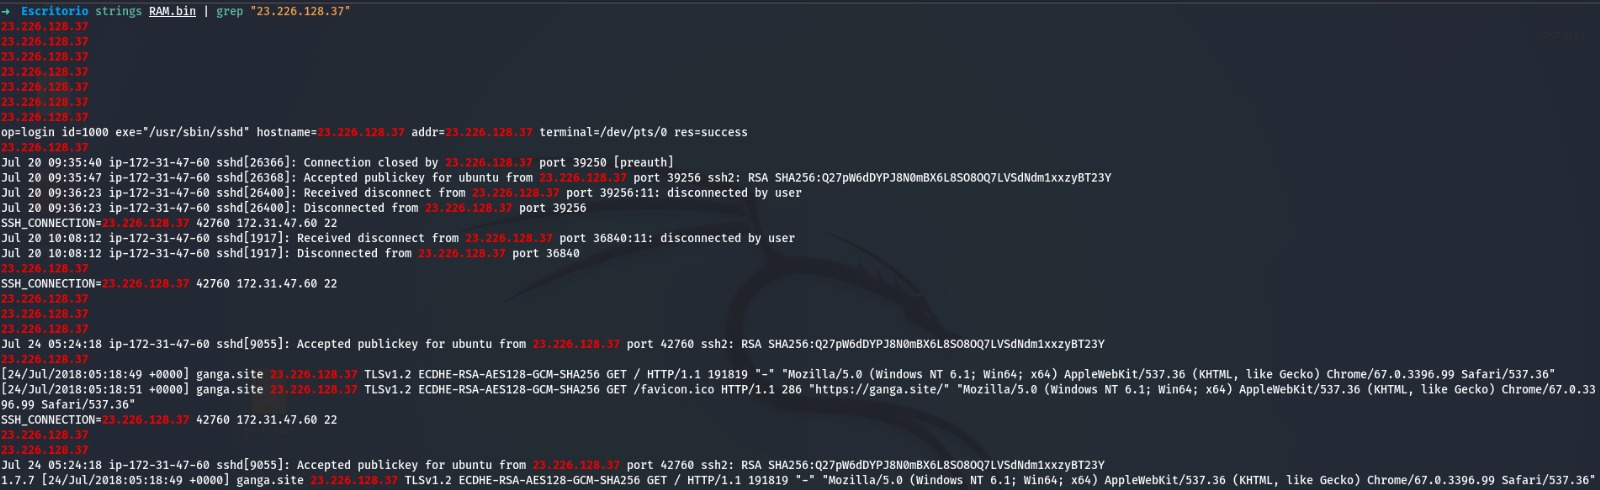 → Escritorio strings RAM.bin | grep "23.226.128.37"
23.226.128.37
23.226.128.37
23.226.128.37
23.226.128.37
23.226.128.37
23.226.128.37
23.226.128.37
op=login id=1000 exe="/usr/sbin/sshd" hostname=23.226.128.37 addr=23.226.128.37 terminal=/dev/pts/0 res=success
23.226.128.37
Jul 20 09:35:40 ip-172-31-47-60 sshd[26366]: Connection closed by 23.226.128.37 port 39250 [preauth]
Jul 20 09:35:47 ip-172-31-47-60 sshd[26368]: Accepted publickey for ubuntu from 23.226.128.37 port 39256 ssh2: RSA SHA256:Q27pW6dDYPJ8N0mBX6L8SO8OQ7LVSdNdm1xxzyBT23Y
Jul 20 09:36:23 ip-172-31-47-60 sshd[26400]: Received disconnect from 23.226.128.37 port 39256:11: disconnected by user
Jul 20 09:36:23 ip-172-31-47-60 sshd[26400]: Disconnected from 23.226.128.37 port 39256
SSH_CONNECTION=23.226.128.37 42760 172.31.47.60 22
Jul 20 10:08:12 ip-172-31-47-60 sshd[1917]: Received disconnect from 23.226.128.37 port 36840:11: disconnected by user
Jul 20 10:08:12 ip-172-31-47-60 sshd[1917]: Disconnected from 23.226.128.37 port 36840
23.226.128.37
SSH_CONNECTION=23.226.128.37 42760 172.31.47.60 22
23.226.128.37
23.226.128.37
23.226.128.37
Jul 24 05:24:18 ip-172-31-47-60 sshd[9055]: Accepted publickey for ubuntu from 23.226.128.37 port 42760 ssh2: RSA SHA256:Q27pW6dDYPJ8N0mBX6L8SO8OQ7LVSdNdm1xxzyBT23Y
23.226.128.37
[24/Jul/2018:05:18:49 +0000] ganga.site 23.226.128.37 TLSv1.2 ECDHE-RSA-AES128-GCM-SHA256 GET / HTTP/1.1 191819 "-" "Mozilla/5.0 (Windows NT 6.1; Win64; x64) AppleWebKit/537.36 (KHTML, like Gecko) Chrome/67.0.3396.99 Safari/537.36"
[24/Jul/2018:05:18:51 +0000] ganga.site 23.226.128.37 TLSv1.2 ECDHE-RSA-AES128-GCM-SHA256 GET /favicon.ico HTTP/1.1 286 "https://ganga.site/" "Mozilla/5.0 (Windows NT 6.1; Win64; x64) AppleWebKit/537.36 (KHTML, like Gecko) Chrome/67.0.33
96.99 Safari/537.36"
SSH_CONNECTION=23.226.128.37 42760 172.31.47.60 22
23.226.128.37
23.226.128.37
Jul 24 05:24:18 ip-172-31-47-60 sshd[9055]: Accepted publickey for ubuntu from 23.226.128.37 port 42760 ssh2: RSA SHA256:Q27pW6dDYPJ8N0mBX6L8SO8OQ7LVSdNdm1xxzyBT23Y
1.7.7 [24/Jul/2018:05:18:49 +0000] ganga.site 23.226.128.37 TLSv1.2 ECDHE-RSA-AES128-GCM-SHA256 GET / HTTP/1.1 191819 "-" "Mozilla/5.0 (Windows NT 6.1; Win64; x64) AppleWebKit/537.36 (KHTML, like Gecko) Chrome/67.0.3396.99 Safari/537.36"